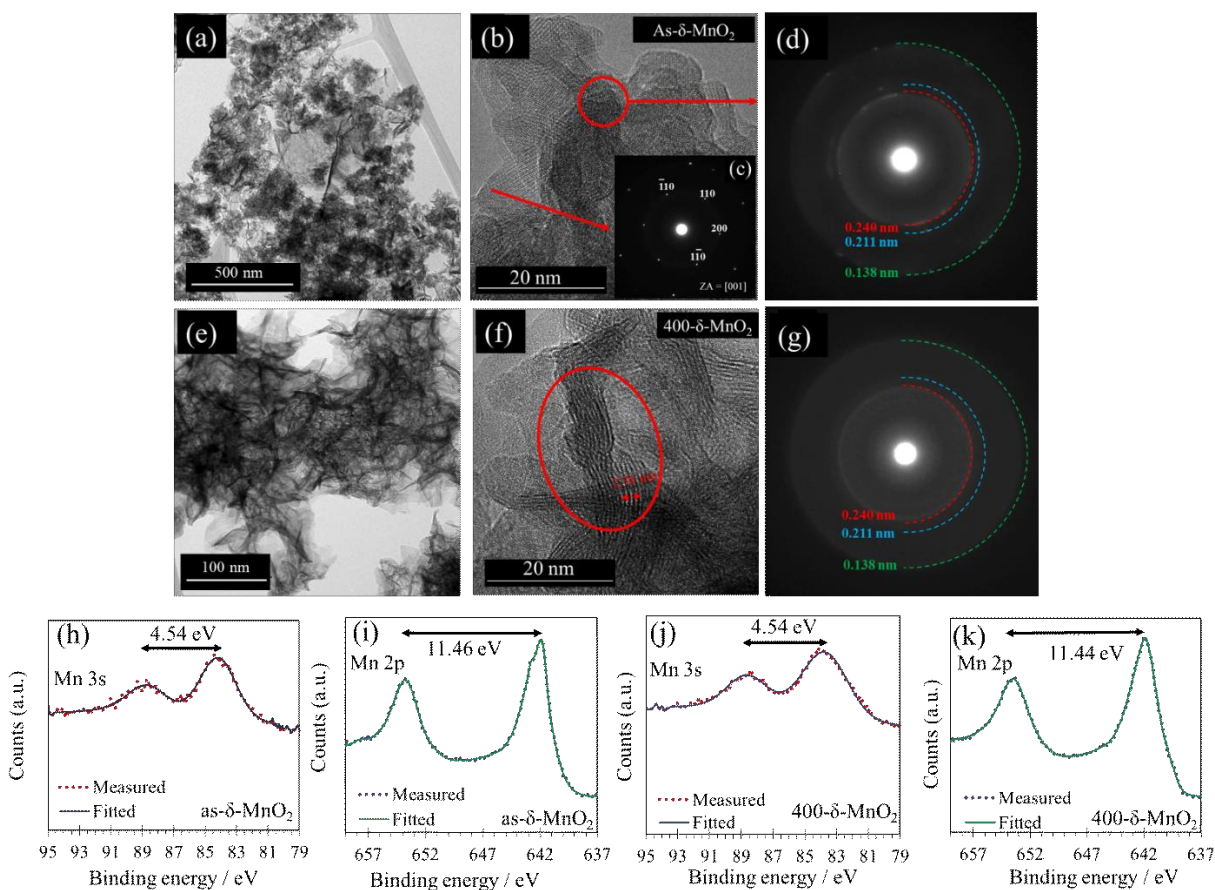 (a)
500 nm
(b)
As-δ-MnO₂
20 nm
(c)
1̄10
110
200
11̄0
ZA = [001]
(d)
0.240 nm
0.211 nm
0.138 nm
(e)
100 nm
(f)
400-δ-MnO₂
20 nm
(g)
0.240 nm
0.211 nm
0.138 nm
(h)
4.54 eV
Mn 3s
Counts (a.u.)
Measured
Fitted
as-δ-MnO₂
95 93 91 89 87 85 83 81 79
Binding energy / eV
(i)
Mn 2p
11.46 eV
Counts (a.u.)
Measured
Fitted
as-δ-MnO₂
657 652 647 642 637
Binding energy / eV
(j)
4.54 eV
Mn 3s
Counts (a.u.)
Measured
Fitted
400-δ-MnO₂
95 93 91 89 87 85 83 81 79
Binding energy / eV
(k)
Mn 2p
11.44 eV
Counts (a.u.)
Measured
Fitted
400-δ-MnO₂
657 652 647 642 637
Binding energy / eV